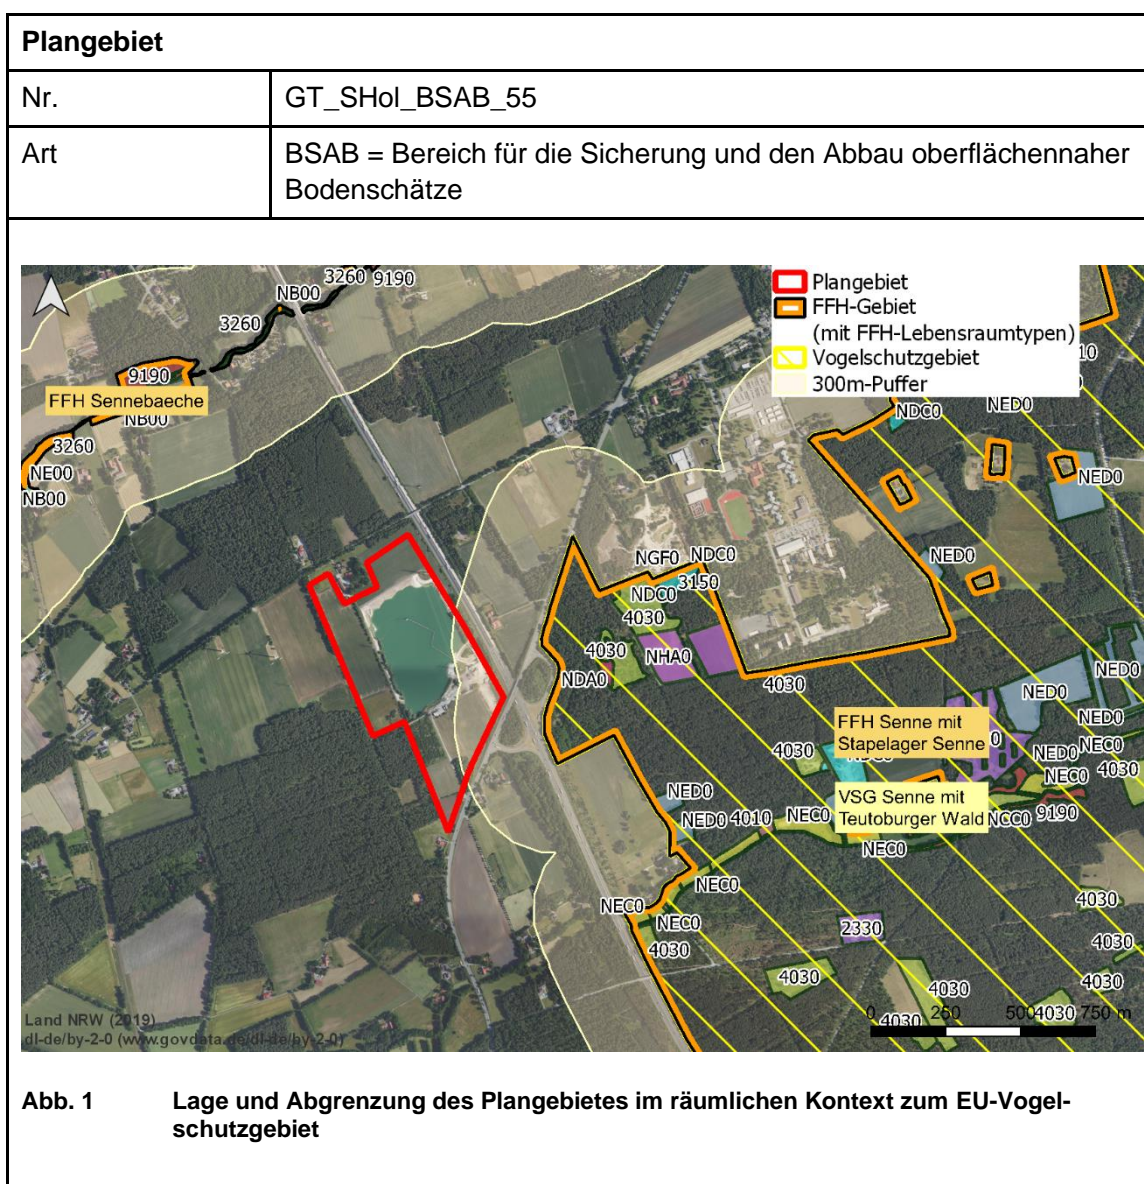 Plangebiet
Nr.
GT_SHol_BSAB_55
Art
BSAB = Bereich für die Sicherung und den Abbau oberflächennaher
Bodenschätze
Plangebiet
FFH-Gebiet
(mit FFH-Lebensraumtypen)
Vogelschutzgebiet
300m-Puffer
3260 9190
NB00
3260
9190
FFH Sennebaeche
NB00
3260
NE00
NB00
10
NDC0
NED0
NED0
NED0
NGF0 NDC0
3150
NDC0
4030
4030
NHA0
NDA0
4030
NED0
NED0
NED0
FFH Senne mit
Stapelager Senne
NED0 NEC0
4030
NEC0 4030
VSG Senne mit
Teutoburger Wald
NED0
NED0 4010 NEC0
NCC0 9190
NEC0
NEC0
NEC0
NEC0
4030
4030
2330
4030
4030
4030
4030
4030
4030
0 250 500 750 m
Land NRW (2019)
dl-de/by-2-0 (www.govdata.de/dl-de/by-2-0)
Abb. 1 Lage und Abgrenzung des Plangebietes im räumlichen Kontext zum EU-Vogel-
schutzgebiet